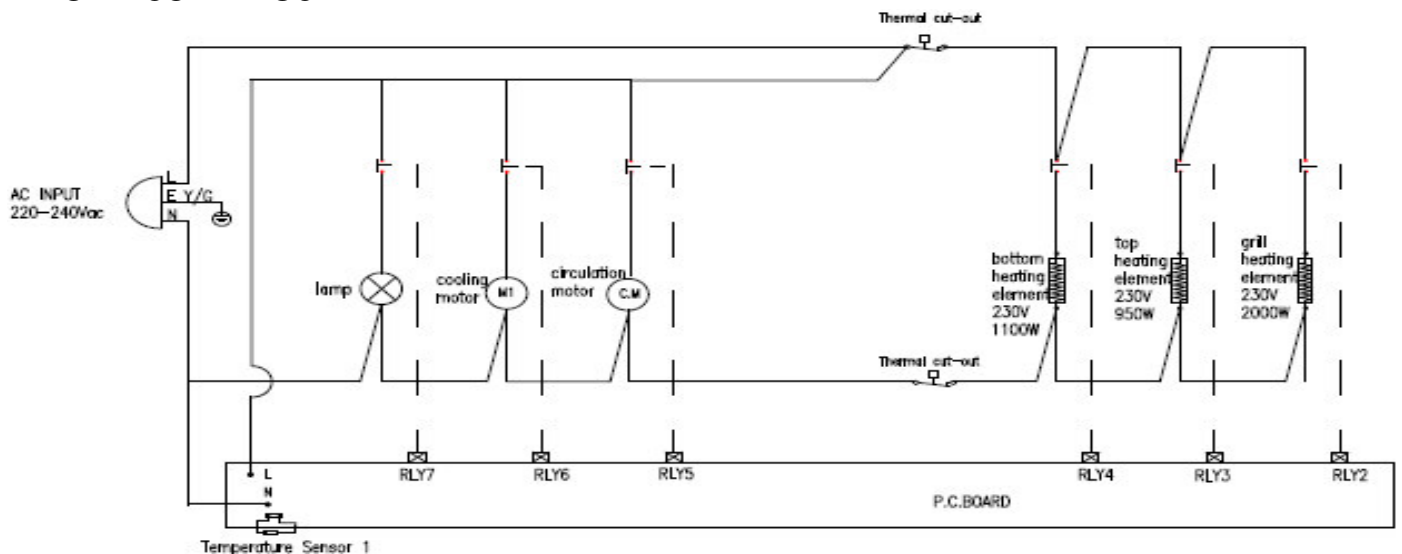 Thermal cut-out
AC INPUT
220-240Vac
L
E Y/G
N
lamp
cooling
motor
M1
circulation
motor
C.M
bottom
heating
element
230V
1100W
top
heating
element
230V
950W
grill
heating
element
230V
2000W
Thermal cut-out
L
N
RLY7
RLY6
RLY5
RLY4
RLY3
RLY2
P.C.BOARD
Temperature Sensor 1